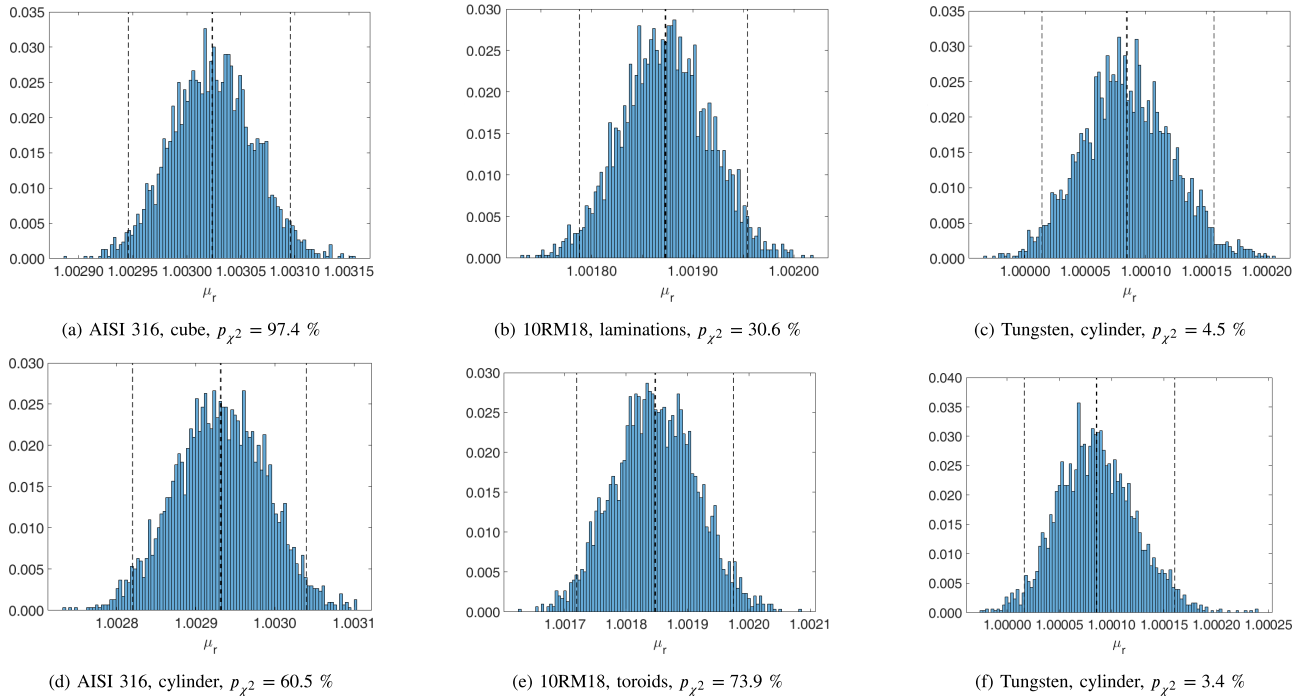 0.035
0.030
0.025
0.020
0.015
0.010
0.005
0.000
1.00290 1.00295 1.00300 1.00305 1.00310 1.00315
μr
(a) AISI 316, cube, pχ2 = 97.4 %
0.030
0.025
0.020
0.015
0.010
0.005
0.000
1.00180 1.00190 1.00200
μr
(b) 10RM18, laminations, pχ2 = 30.6 %
0.035
0.030
0.025
0.020
0.015
0.010
0.005
0.000
1.00000 1.00005 1.00010 1.00015 1.00020
μr
(c) Tungsten, cylinder, pχ2 = 4.5 %
0.030
0.025
0.020
0.015
0.010
0.005
0.000
1.0028 1.0029 1.0030 1.0031
μr
(d) AISI 316, cylinder, pχ2 = 60.5 %
0.030
0.025
0.020
0.015
0.010
0.005
0.000
1.0017 1.0018 1.0019 1.0020 1.0021
μr
(e) 10RM18, toroids, pχ2 = 73.9 %
0.040
0.035
0.030
0.025
0.020
0.015
0.010
0.005
0.000
1.00000 1.00005 1.00010 1.00015 1.00020 1.00025
μr
(f) Tungsten, cylinder, pχ2 = 3.4 %